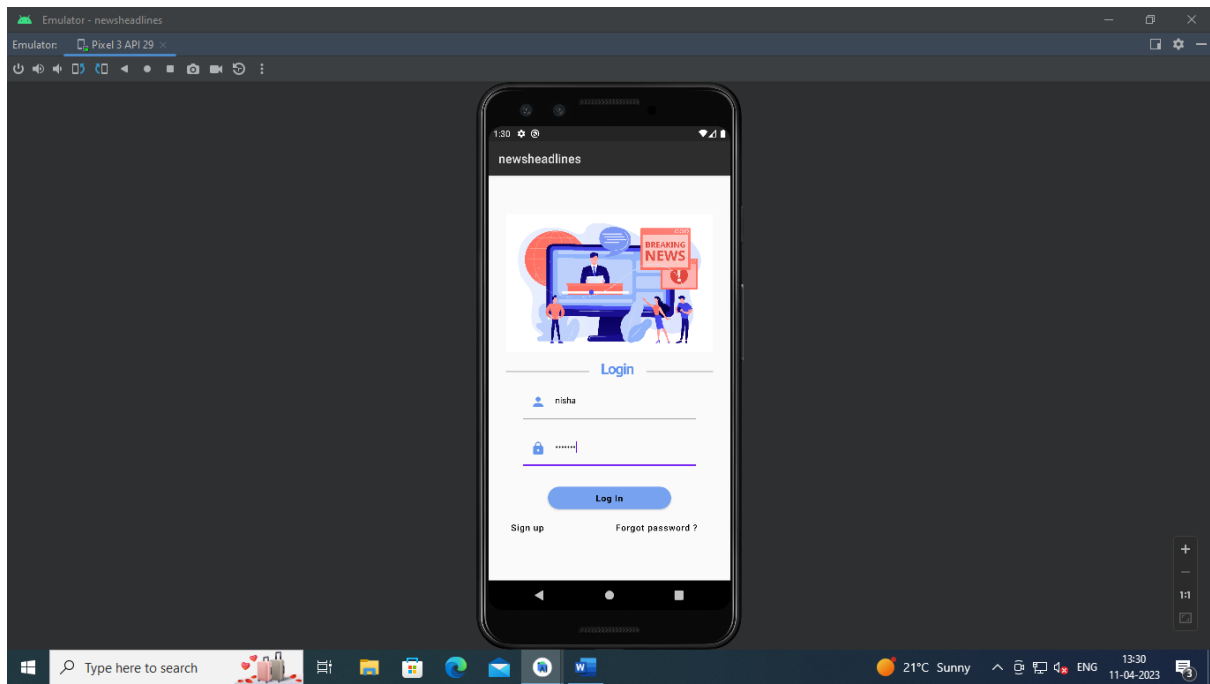 Emulator - newsheadlines
Emulator: Pixel 3 API 29
1:30
newsheadlines
BREAKING
NEWS
Login
nisha
•••••••
Log In
Sign up Forgot password ?
1:1
Type here to search
21°C Sunny
ENG
13:30
11-04-2023
3